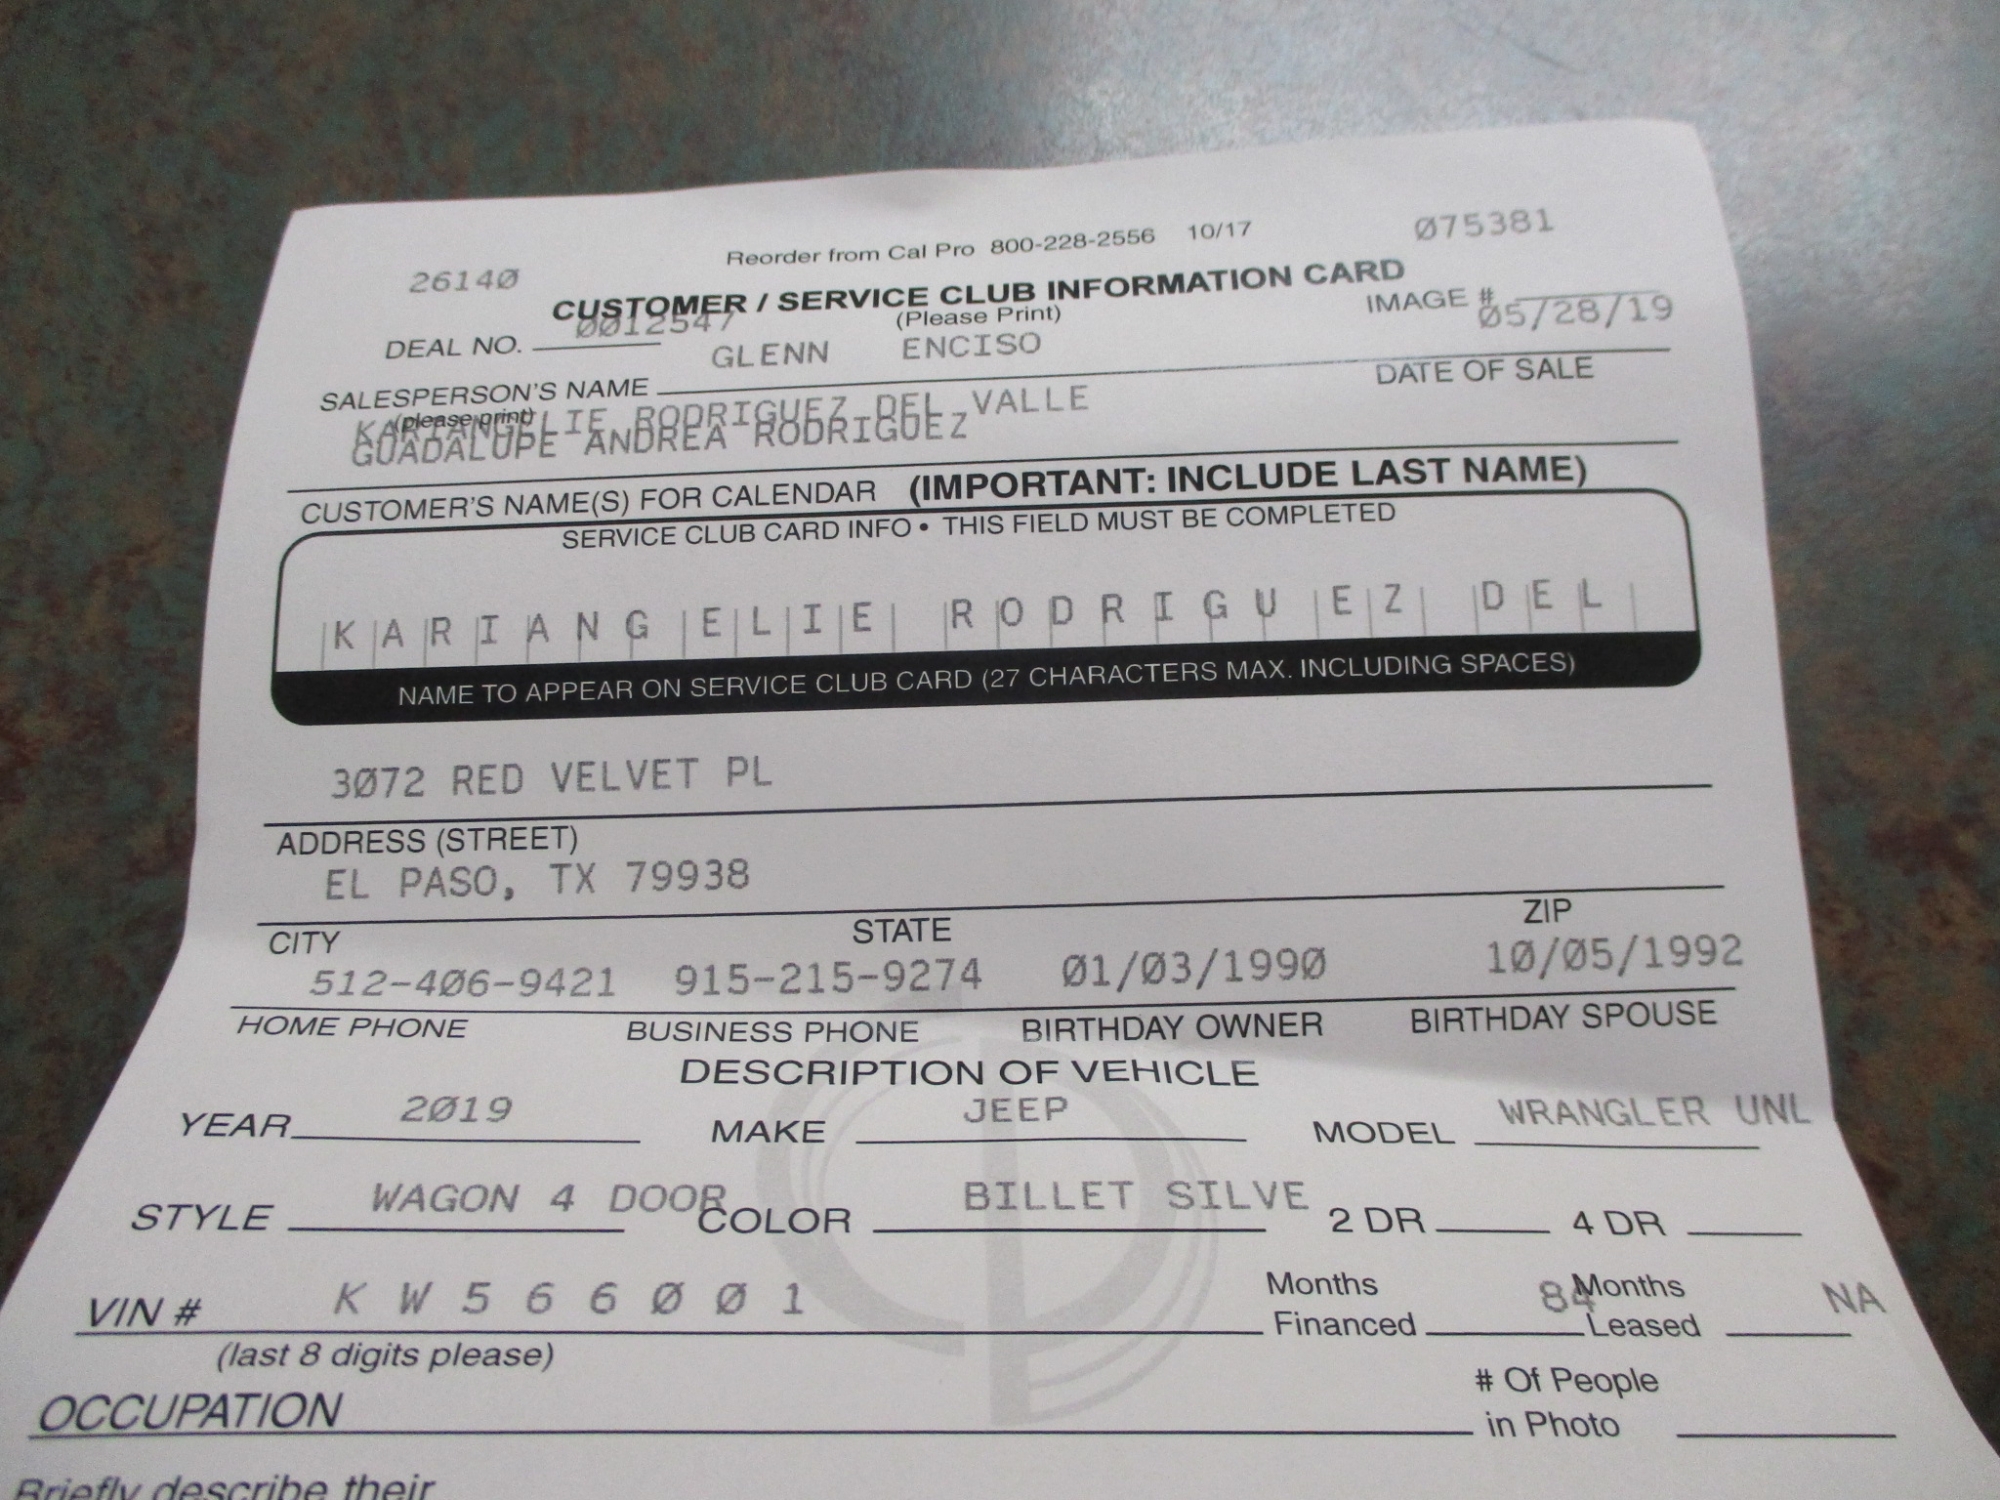 Reorder from Cal Pro 800-228-2556 10/17
Ø75381
2614Ø
CUSTOMER / SERVICE CLUB INFORMATION CARD
(Please Print)
IMAGE #
Ø5/28/19
DEAL NO. ØØ12547
GLENN ENCISO
SALESPERSON'S NAME
DATE OF SALE
(please print)
KARIANGELIE RODRIGUEZ DEL VALLE
GUADALUPE ANDREA RODRIGUEZ
CUSTOMER'S NAME(S) FOR CALENDAR (IMPORTANT: INCLUDE LAST NAME)
SERVICE CLUB CARD INFO • THIS FIELD MUST BE COMPLETED
KARIANGELIE RODRIGUEZ DEL
NAME TO APPEAR ON SERVICE CLUB CARD (27 CHARACTERS MAX. INCLUDING SPACES)
3Ø72 RED VELVET PL
ADDRESS (STREET)
EL PASO, TX 79938
CITY STATE ZIP
512-4Ø6-9421 915-215-9274 Ø1/Ø3/199Ø 1Ø/Ø5/1992
HOME PHONE BUSINESS PHONE BIRTHDAY OWNER BIRTHDAY SPOUSE
DESCRIPTION OF VEHICLE
YEAR 2Ø19 MAKE JEEP MODEL WRANGLER UNL
STYLE WAGON 4 DOOR COLOR BILLET SILVE 2 DR 4 DR
VIN # K W 5 6 6 Ø Ø 1 Months Financed 84 Months Leased NA
(last 8 digits please)
OCCUPATION # Of People in Photo
Briefly describe their